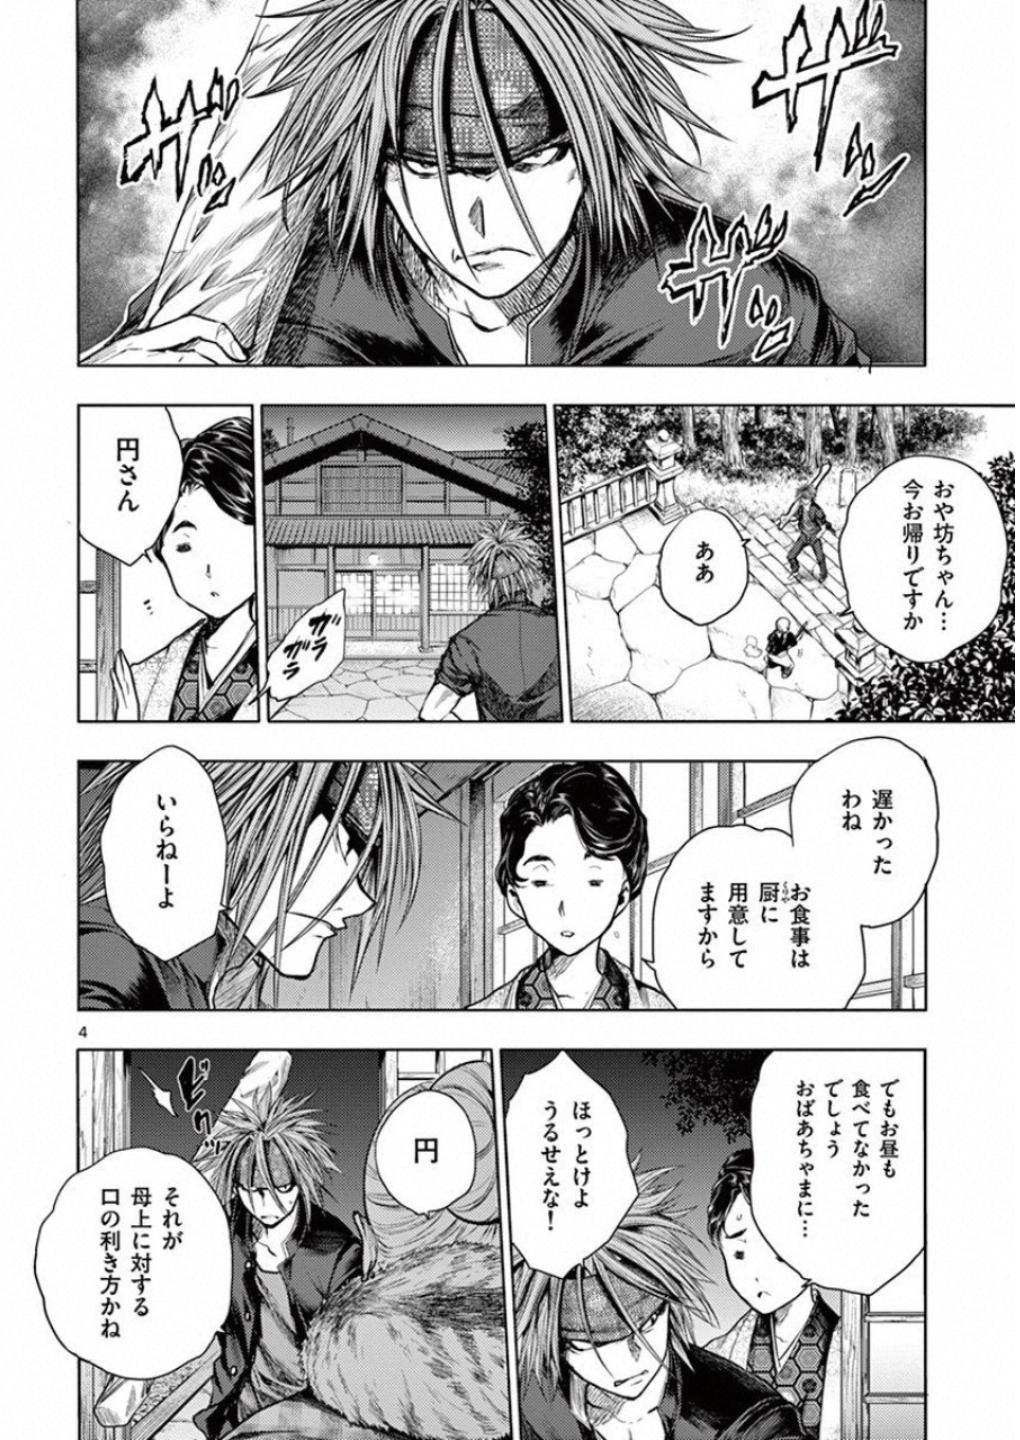 ザッ
ザッ
ザッ
おや坊ちゃん…
今お帰りですか
ああ
ガラ
ガラ
円さん
…
遅かった
わね
お食事は
厨に
くりや
用意して
ますから
いらねーよ
でもお昼も
食べてなかった
でしょう
おばあちゃまに…
ほっとけよ
うるせえな!
円
ビクッ
それが
母上に対する
口の利き方かね
4